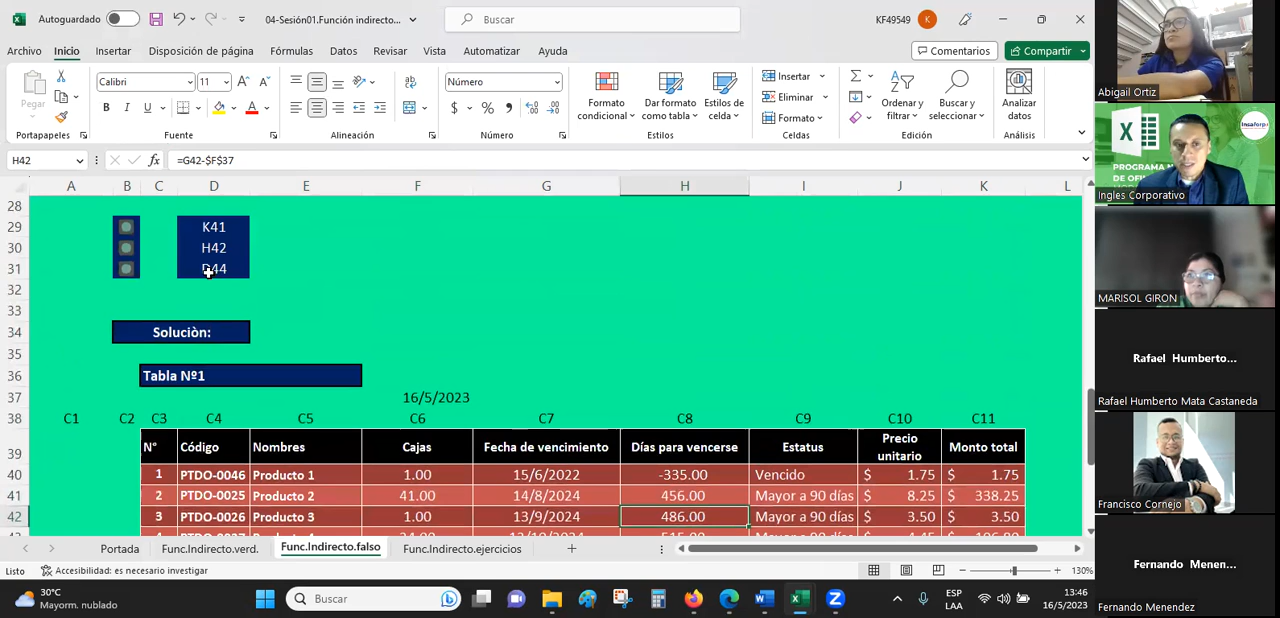 Autoguardado
04-Sesión01.Función indirecto...
Buscar
KF49549
K
Archivo Inicio Insertar Disposición de página Fórmulas Datos Revisar Vista Automatizar Ayuda
Comentarios
Compartir
Pegar
Calibri 11
N K S
Número
$ % 000
Formato condicional
Dar formato como tabla
Estilos de celda
Insertar
Eliminar
Formato
Ordenar y filtrar
Buscar y seleccionar
Analizar datos
Portapapeles Fuente Alineación Número Estilos Celdas Edición Análisis
H42 fx =G42-$F$37
A B C D E F G H I J K L
28
29 K41
30 H42
31 D44
32
33
34 Soluciòn:
35
36 Tabla Nº1
37 16/5/2023
38 C1 C2 C3 C4 C5 C6 C7 C8 C9 C10 C11
39 N° Código Nombres Cajas Fecha de vencimiento Días para vencerse Estatus Precio unitario Monto total
40 1 PTDO-0046 Producto 1 1.00 15/6/2022 -335.00 Vencido $ 1.75 $ 1.75
41 2 PTDO-0025 Producto 2 41.00 14/8/2024 456.00 Mayor a 90 días $ 8.25 $ 338.25
42 3 PTDO-0026 Producto 3 1.00 13/9/2024 486.00 Mayor a 90 días $ 3.50 $ 3.50
Portada Func.Indirecto.verd. Func.Indirecto.falso Func.Indirecto.ejercicios
Listo
Accesibilidad: es necesario investigar
130%
30°C
Mayorm. nublado
Buscar
ESP
LAA
13:46
16/5/2023
Abigail Ortiz
PROGRAMA N
DE OFI
Insaforp
Ingles Corporativo
MARISOL GIRON
Rafael Humberto...
Rafael Humberto Mata Castaneda
Francisco Cornejo
Fernando Menen...
Fernando Menendez